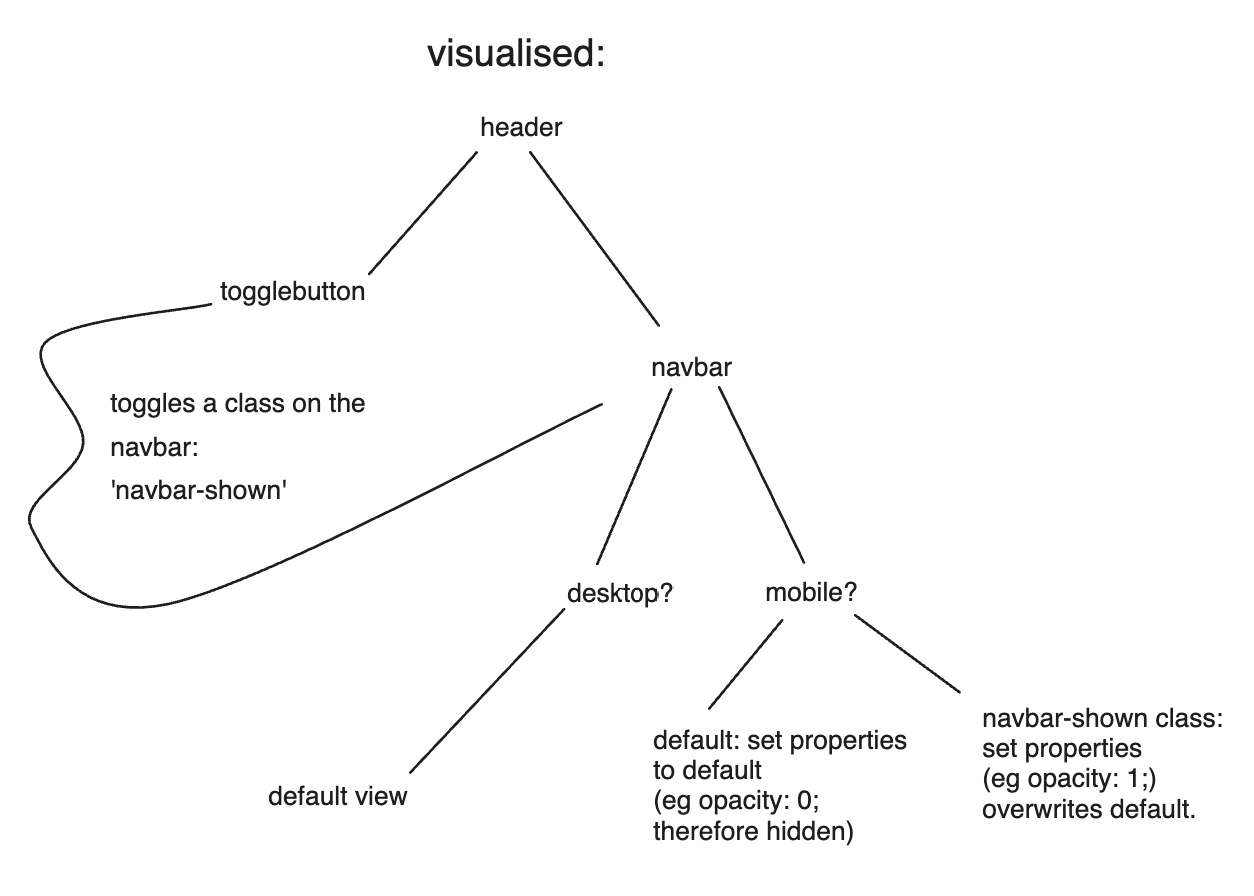 visualised:
header
togglebutton
navbar
toggles a class on the
navbar:
'navbar-shown'
desktop?
mobile?
default view
default: set properties
to default
(eg opacity: 0;
therefore hidden)
navbar-shown class:
set properties
(eg opacity: 1;)
overwrites default.